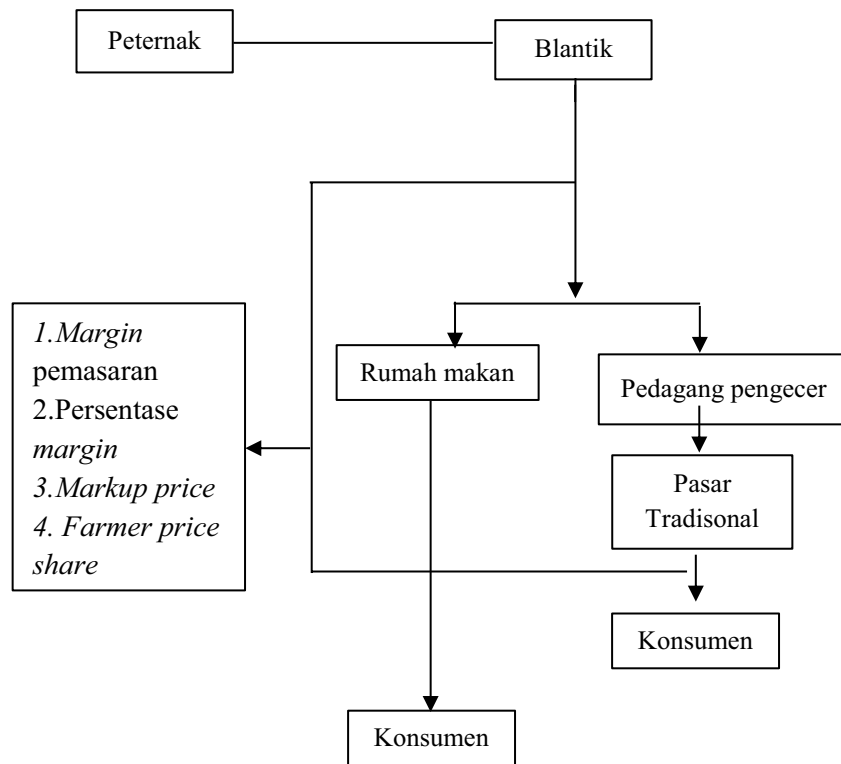 Peternak
Blantik
1.Margin
pemasaran
2.Persentase
margin
3.Markup price
4. Farmer price
share
Rumah makan
Pedagang pengecer
Pasar
Tradisonal
Konsumen
Konsumen